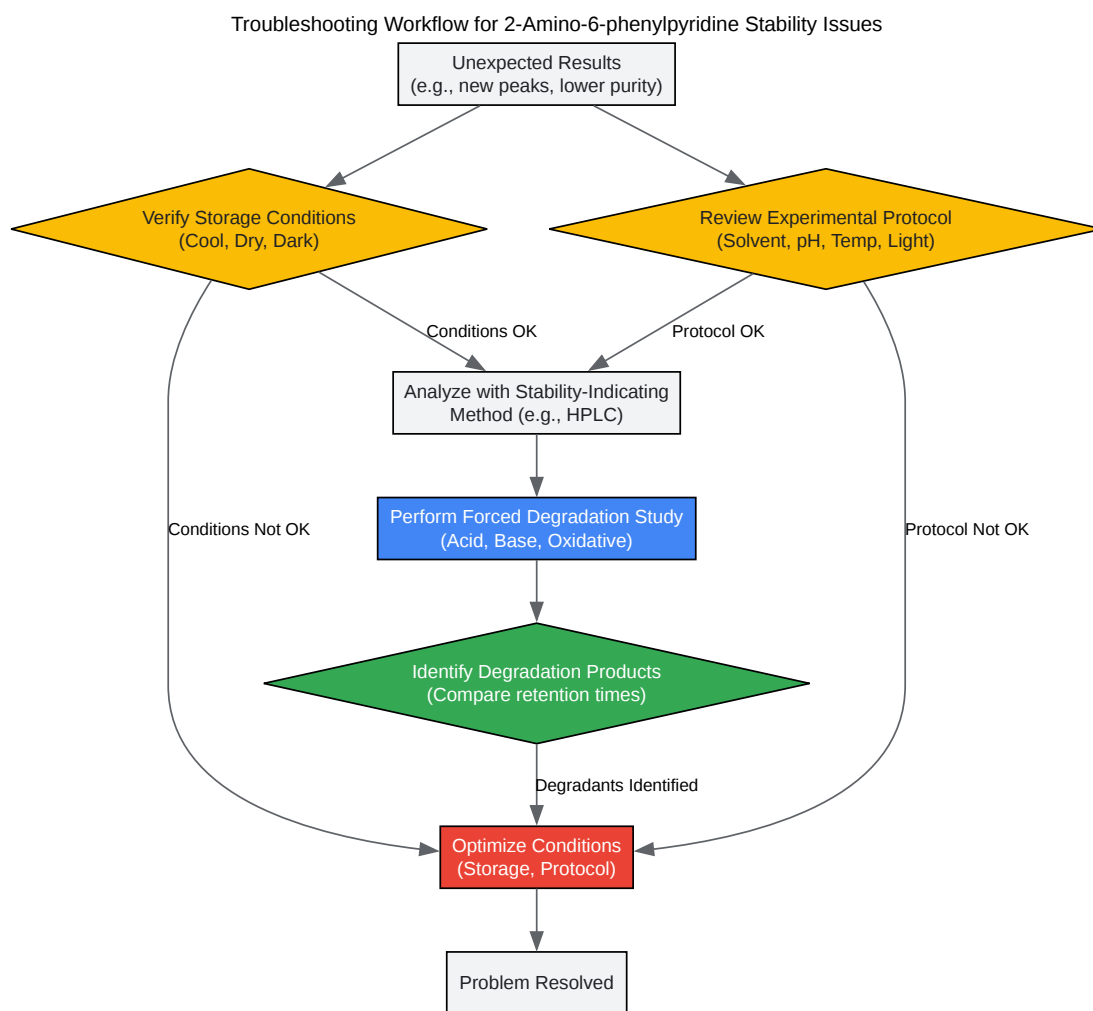 Troubleshooting Workflow for 2-Amino-6-phenylpyridine Stability Issues
Unexpected Results
(e.g., new peaks, lower purity)
Verify Storage Conditions
(Cool, Dry, Dark)
Review Experimental Protocol
(Solvent, pH, Temp, Light)
Conditions OK
Protocol OK
Analyze with Stability-Indicating
Method (e.g., HPLC)
Conditions Not OK
Perform Forced Degradation Study
(Acid, Base, Oxidative)
Protocol Not OK
Identify Degradation Products
(Compare retention times)
Degradants Identified
Optimize Conditions
(Storage, Protocol)
Problem Resolved